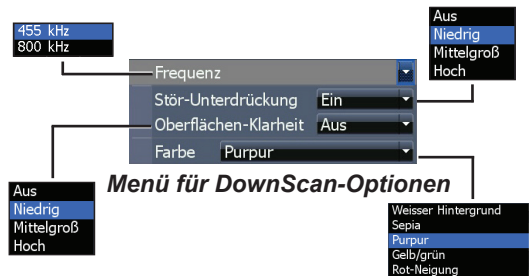 455 kHz
800 kHz
Aus
Niedrig
Mittelgroß
Hoch
Frequenz
Stör-Unterdrückung Ein
Oberflächen-Klarheit Aus
Farbe Purpur
Menü für DownScan-Optionen
Aus
Niedrig
Mittelgroß
Hoch
Weisser Hintergrund
Sepia
Purpur
Gelb/grün
Rot-Neigung